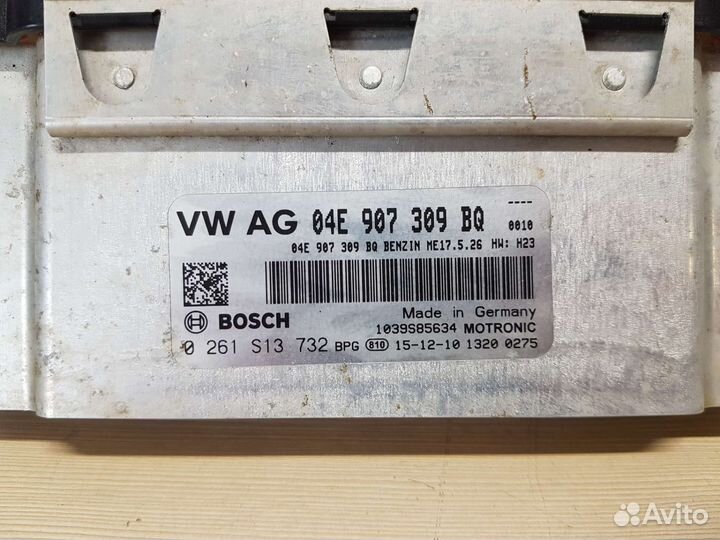 VW AG 04E 907 309 BQ 0010
04E 907 309 BQ BENZIN ME17.5.26 HW: H23
BOSCH
Made in Germany
1039S85634 MOTRONIC
0 261 S13 732 BPG 810 15-12-10 1320 0275
Avito